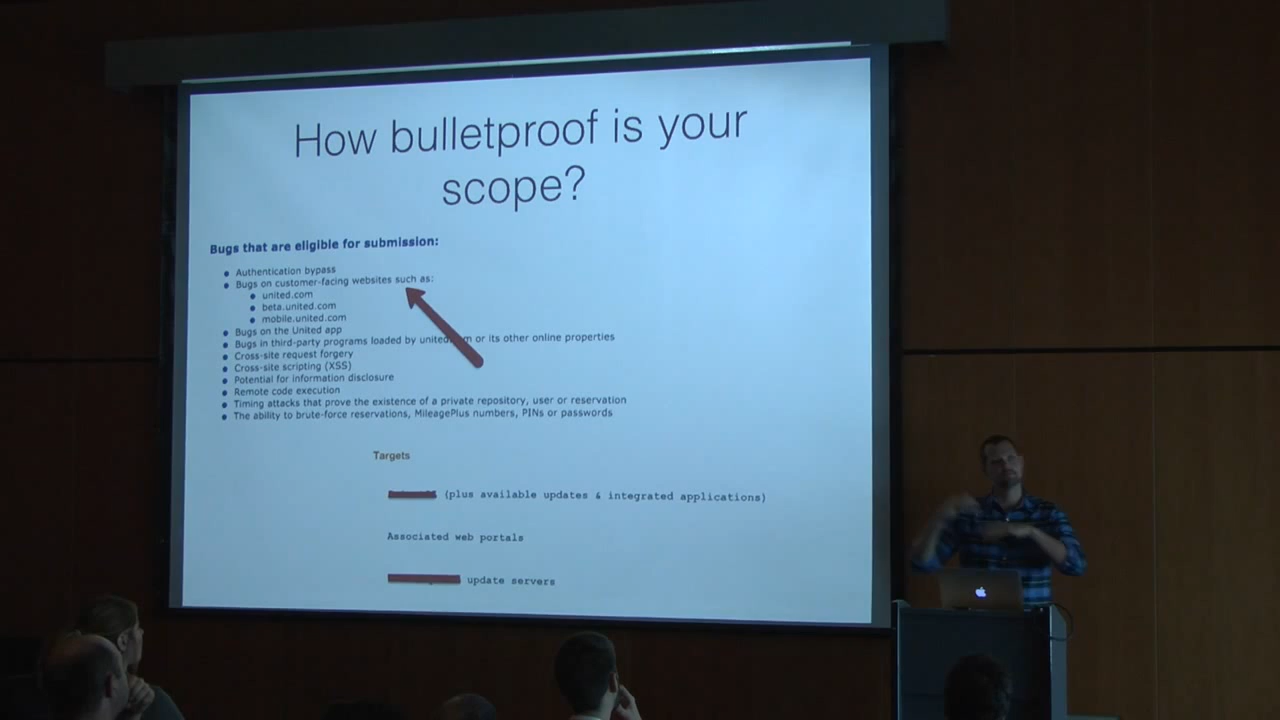 How bulletproof is your
scope?
Bugs that are eligible for submission:
Authentication bypass
Bugs on customer-facing websites such as:
united.com
beta.united.com
mobile.united.com
Bugs on the United app
Bugs in third-party programs loaded by or its other online properties
Cross-site request forgery
Cross-site scripting (XSS)
Potential for information disclosure
Remote code execution
Timing attacks that prove the existence of a private repository, user or reservation
The ability to brute-force reservations, MileagePlus numbers, PINs or passwords
Targets
(plus available updates & integrated applications)
Associated web portals
update servers